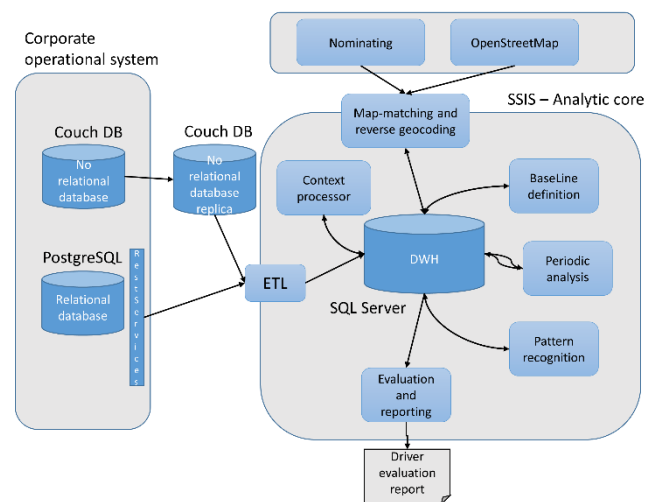 Corporate
operational system
Nominating
OpenStreetMap
SSIS – Analytic core
Map-matching and
reverse geocoding
Couch DB
No
relational
database
Couch DB
No
relational
database
replica
Context
processor
BaseLine
definition
PostgreSQL
Relational
database
RestServices
ETL
DWH
SQL Server
Periodic
analysis
Pattern
recognition
Evaluation
and
reporting
Driver
evaluation
report